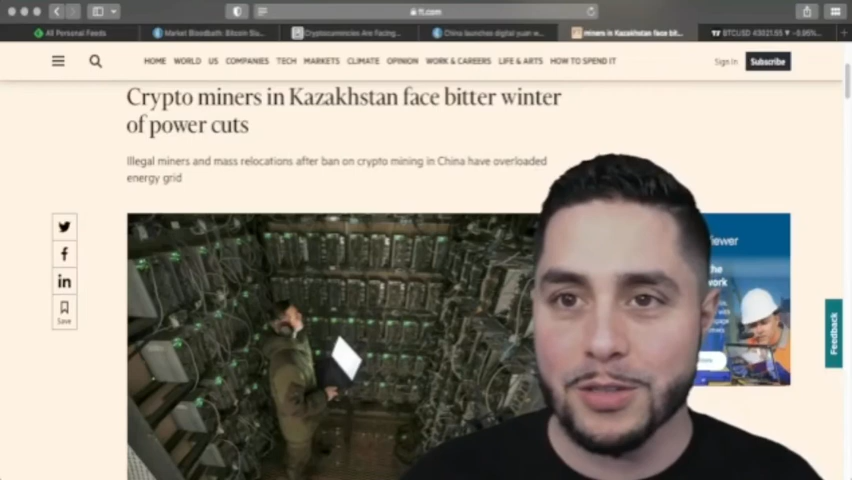 ft.com
All Personal Feeds
Market Bloodbath: Bitcoin Slu...
Cryptocurrencies Are Facing...
China launches digital yuan w...
miners in Kazakhstan face bit...
BTCUSD 43021.55 ▼ −0.95%...
HOME WORLD US COMPANIES TECH MARKETS CLIMATE OPINION WORK & CAREERS LIFE & ARTS HOW TO SPEND IT
Sign In
Subscribe
Crypto miners in Kazakhstan face bitter winter
of power cuts
Illegal miners and mass relocations after ban on crypto mining in China have overloaded
energy grid
Save
Feedback